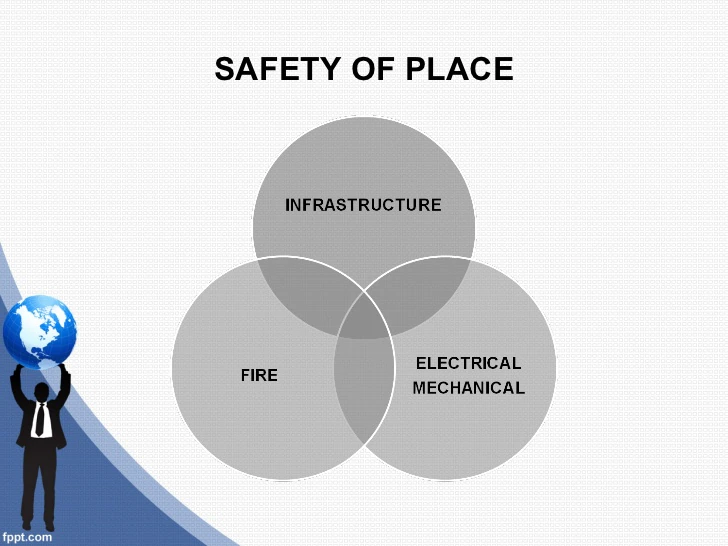 SAFETY OF PLACE
INFRASTRUCTURE
FIRE
ELECTRICAL
MECHANICAL
fppt.com